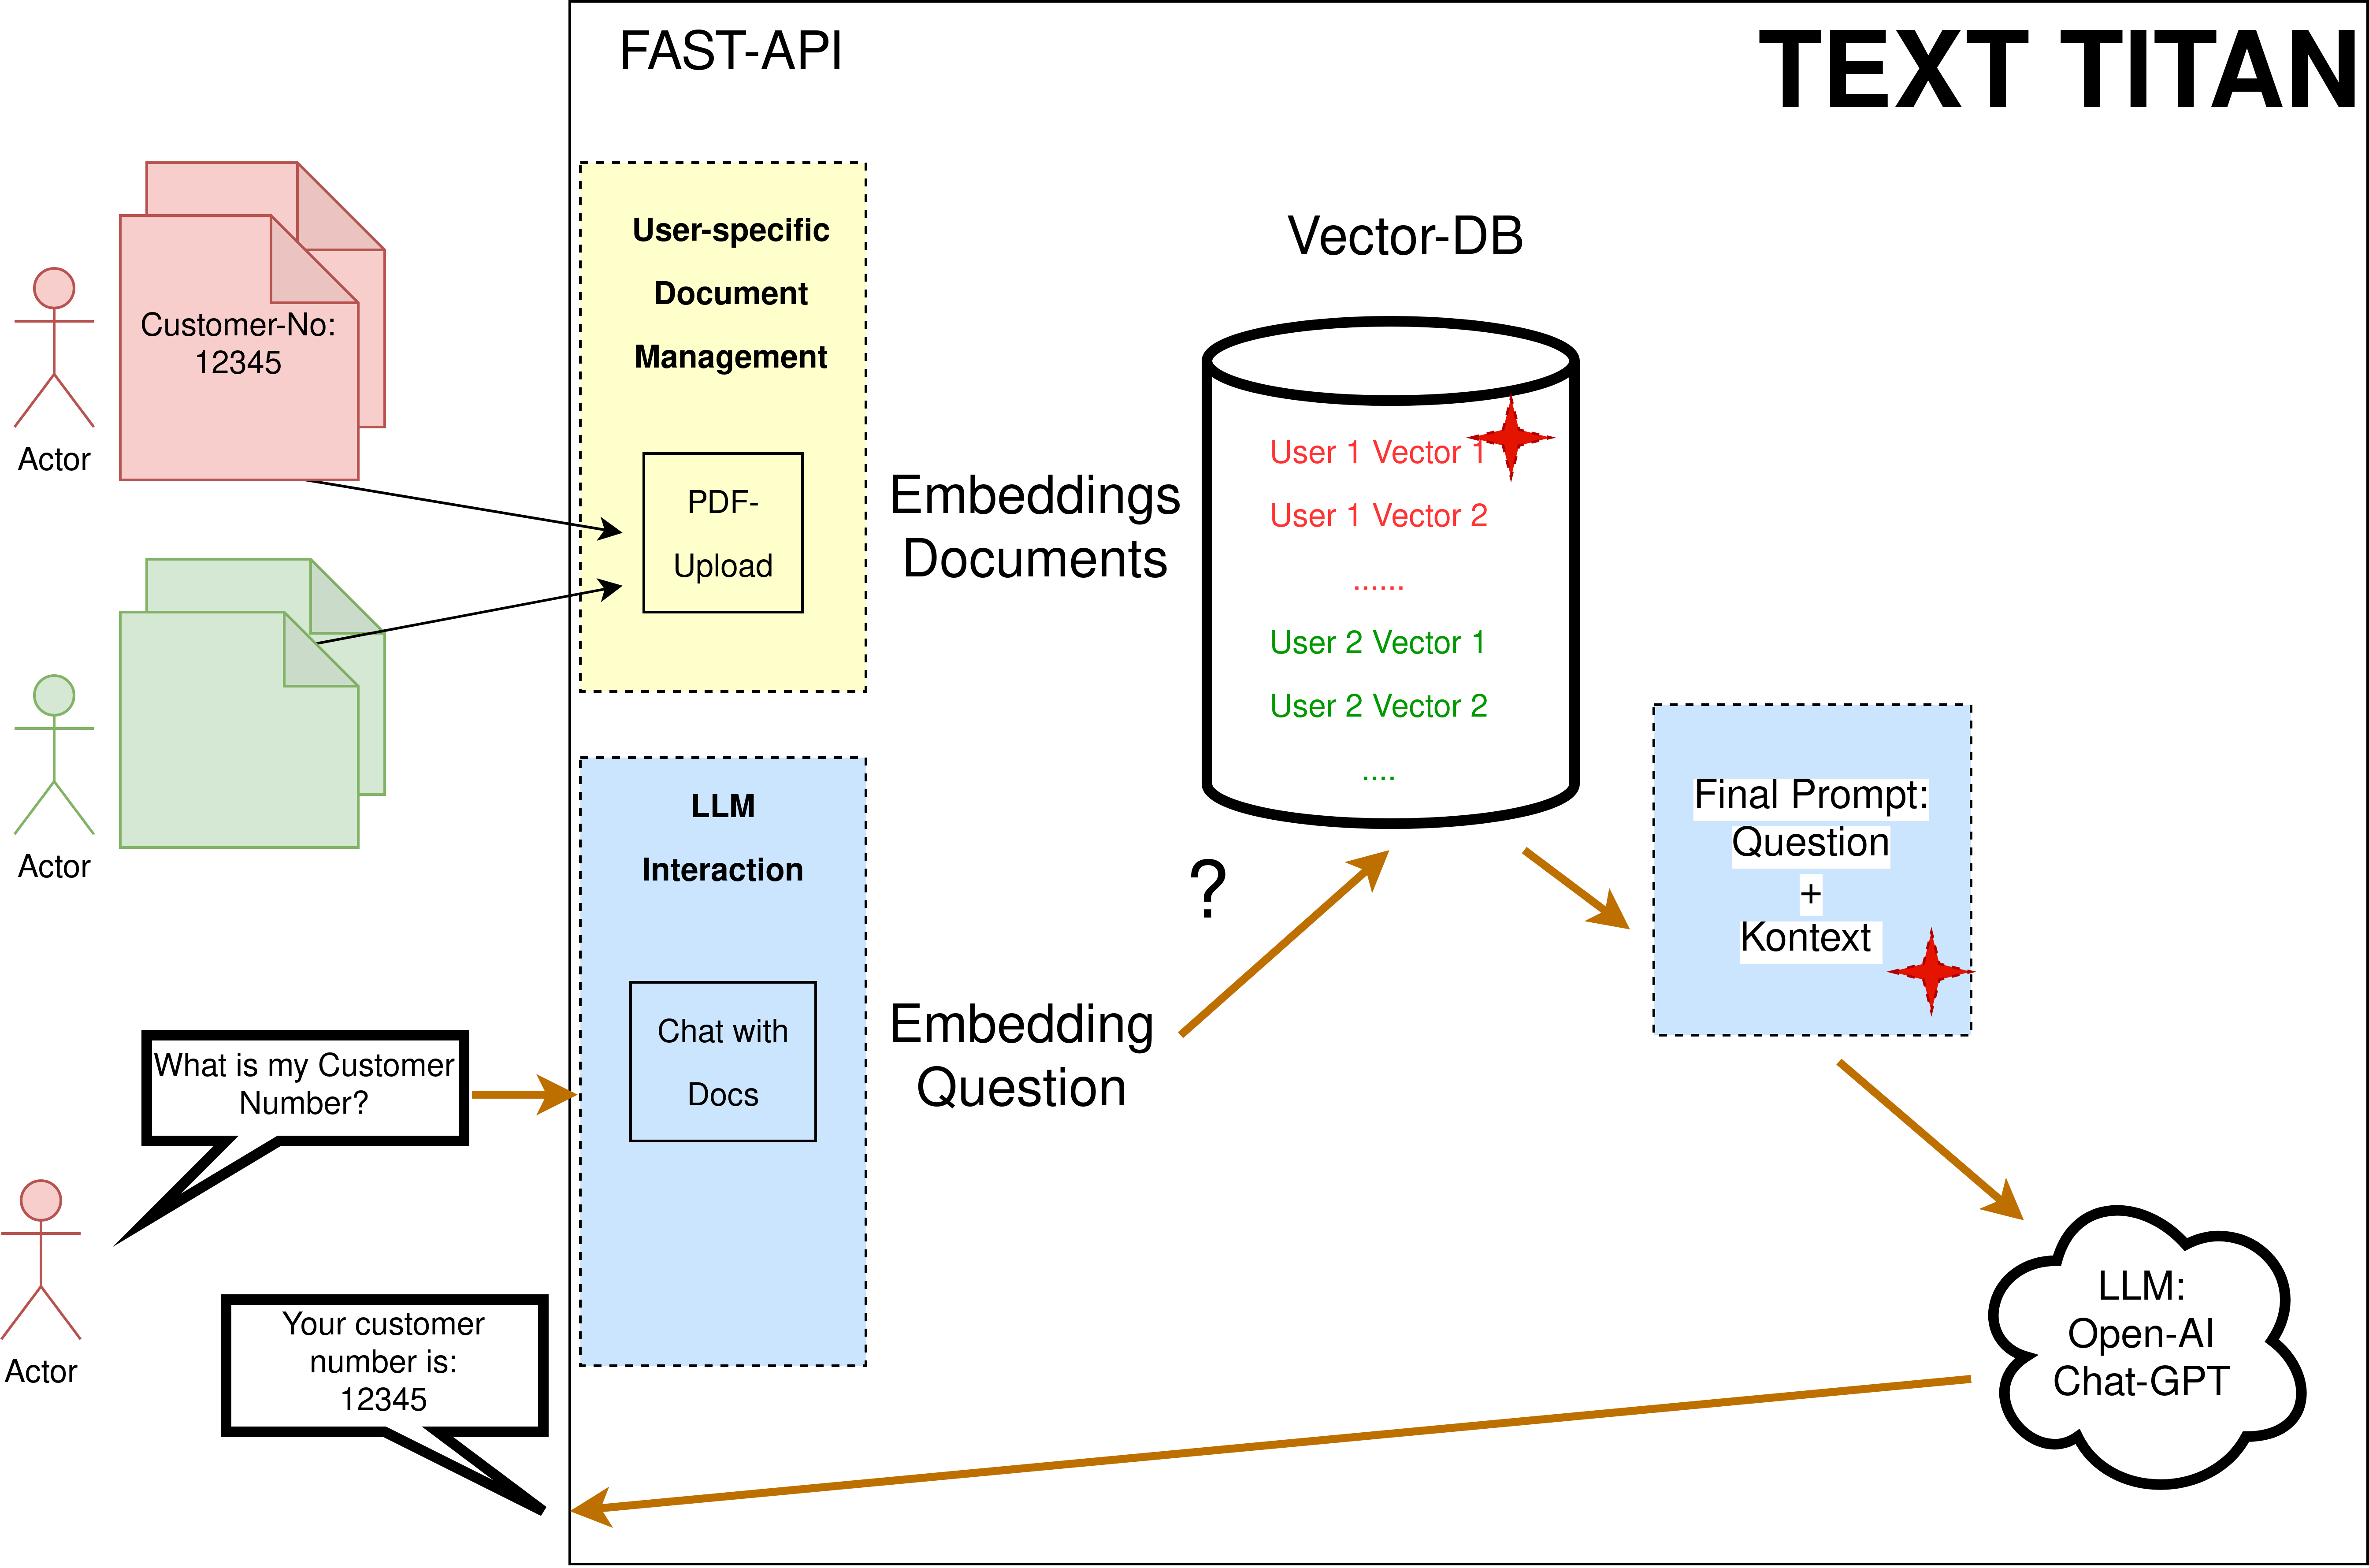 FAST-API
TEXT TITAN
Customer-No:
12345
Actor
Actor
User-specific
Document
Management
PDF-
Upload
Embeddings
Documents
Vector-DB
User 1 Vector 1
User 1 Vector 2
......
User 2 Vector 1
User 2 Vector 2
....
LLM
Interaction
Chat with
Docs
Embedding
Question
?
Final Prompt:
Question
+
Kontext
What is my Customer
Number?
Actor
Your customer
number is:
12345
LLM:
Open-AI
Chat-GPT